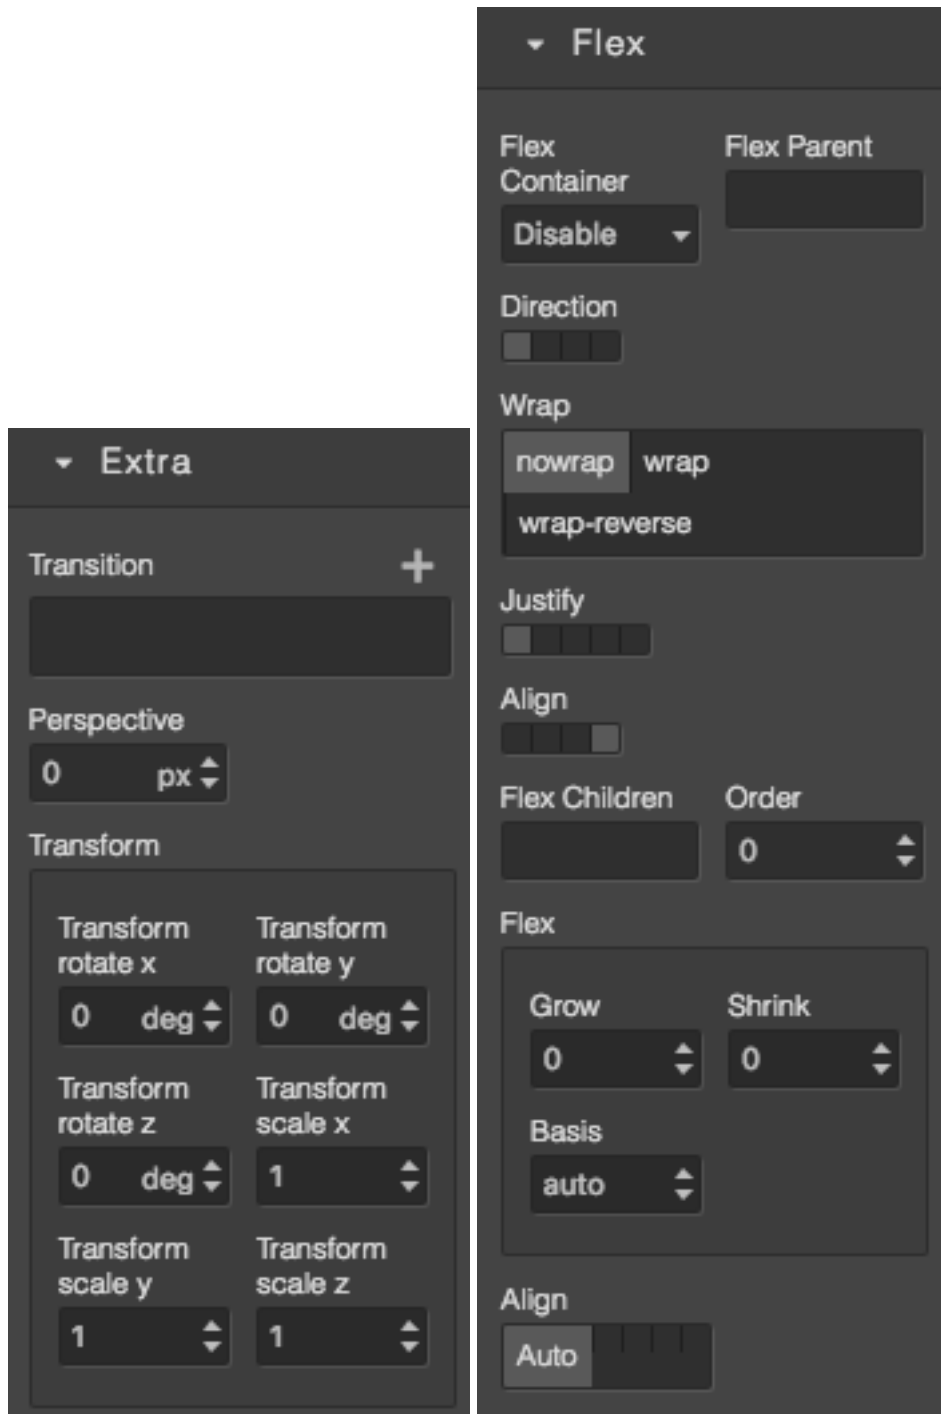 Extra
Transition
Perspective
0 px
Transform
Transform rotate x
Transform rotate y
0 deg
0 deg
Transform rotate z
Transform scale x
0 deg
1
Transform scale y
Transform scale z
1
1
Flex
Flex Container
Flex Parent
Disable
Direction
Wrap
nowrap wrap
wrap-reverse
Justify
Align
Flex Children
Order
0
Flex
Grow
Shrink
0
0
Basis
auto
Align
Auto